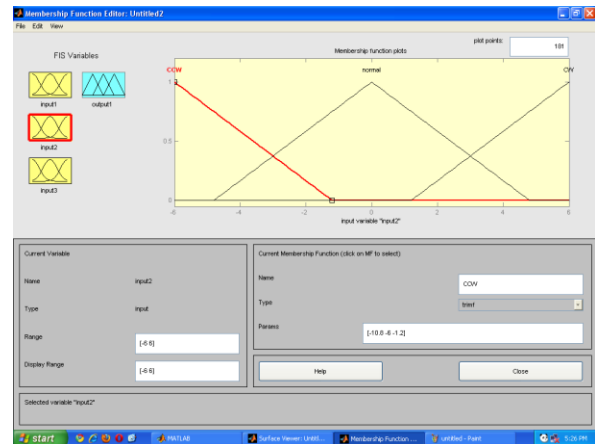 Membership Function Editor: Untitled2
File Edit View
FIS Variables
input1
output1
input2
input3
plot points:
181
Membership function plots
CCW
normal
CW
1
0.5
0
-6 -4 -2 0 2 4 6
input variable "input2"
Current Variable
Name input2
Type input
Range [-6 6]
Display Range [-6 6]
Current Membership Function (click on MF to select)
Name CCW
Type trimf
Params [-10.8 -6 -1.2]
Help Close
Selected variable "input2"
start MATLAB Surface Viewer: Untitl... Membership Function ... untitled - Paint 5:26 PM